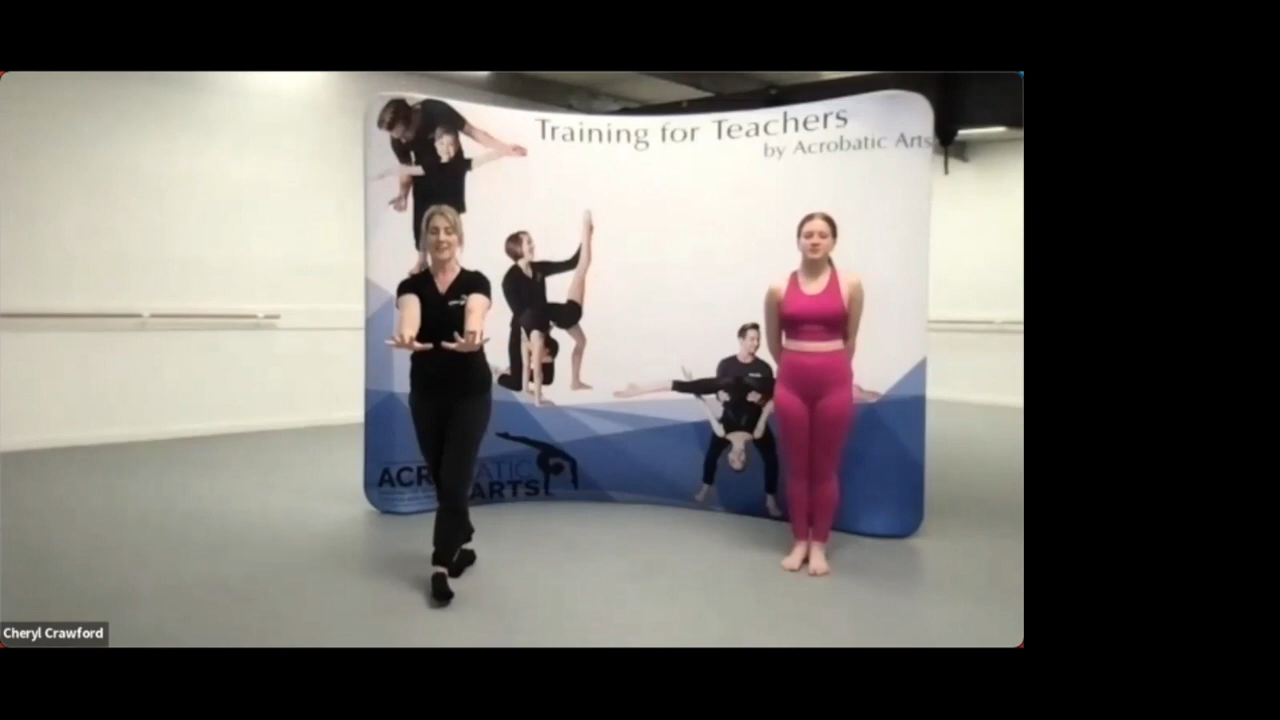 Training for Teachers
by Acrobatic Arts
ACROBATIC
ARTS
Cheryl Crawford